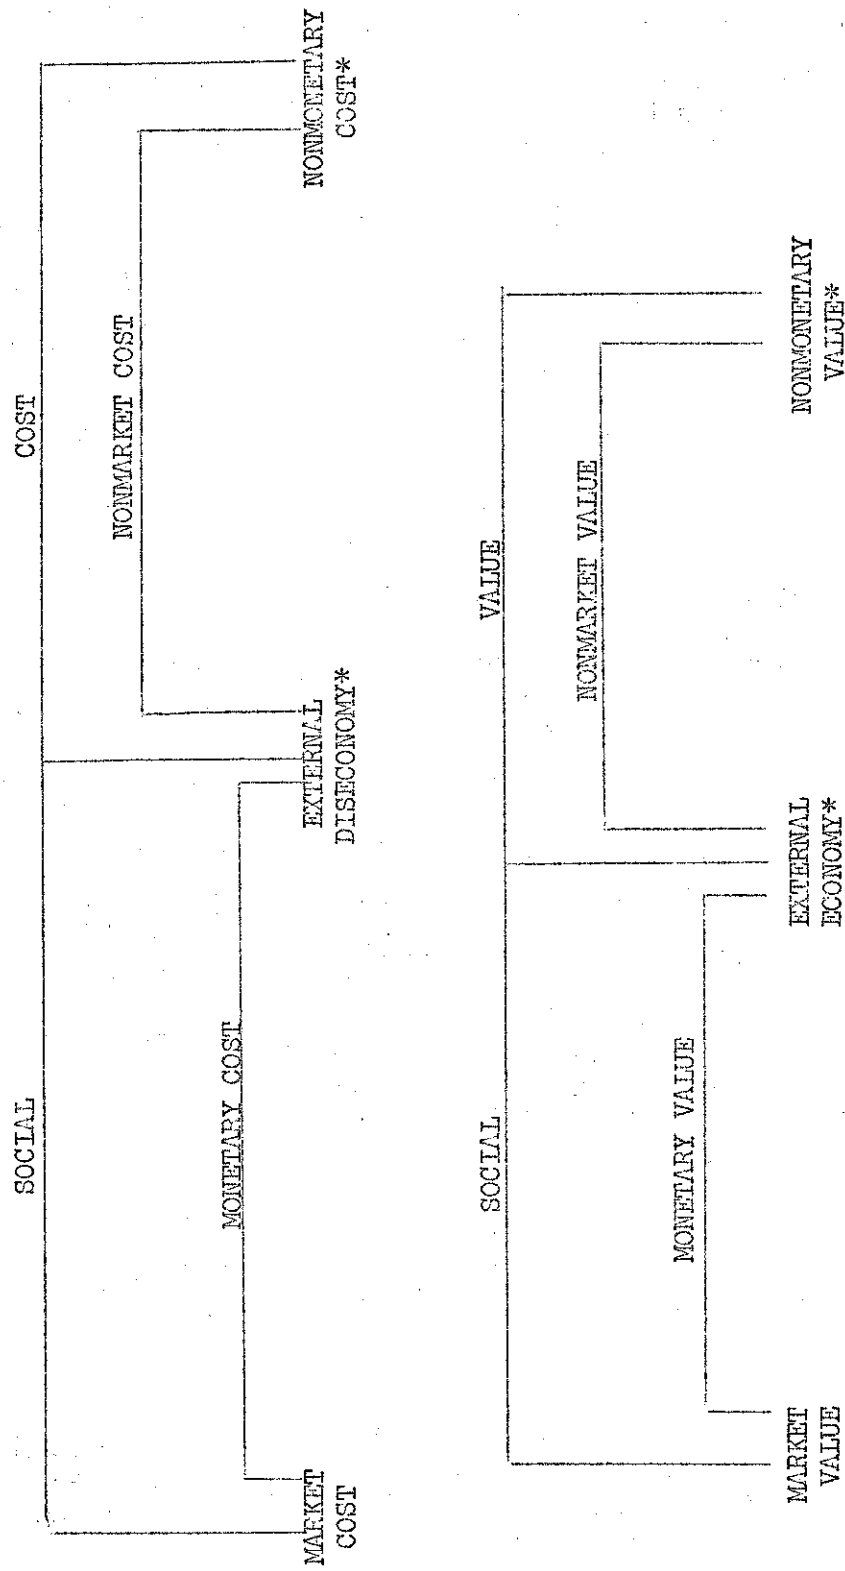 SOCIAL COST
NONMARKET COST
MONETARY COST
MARKET
COST
EXTERNAL
DISECONOMY*
NONMONETARY
COST*
SOCIAL VALUE
NONMARKET VALUE
MONETARY VALUE
MARKET
VALUE
EXTERNAL
ECONOMY*
NONMONETARY
VALUE*